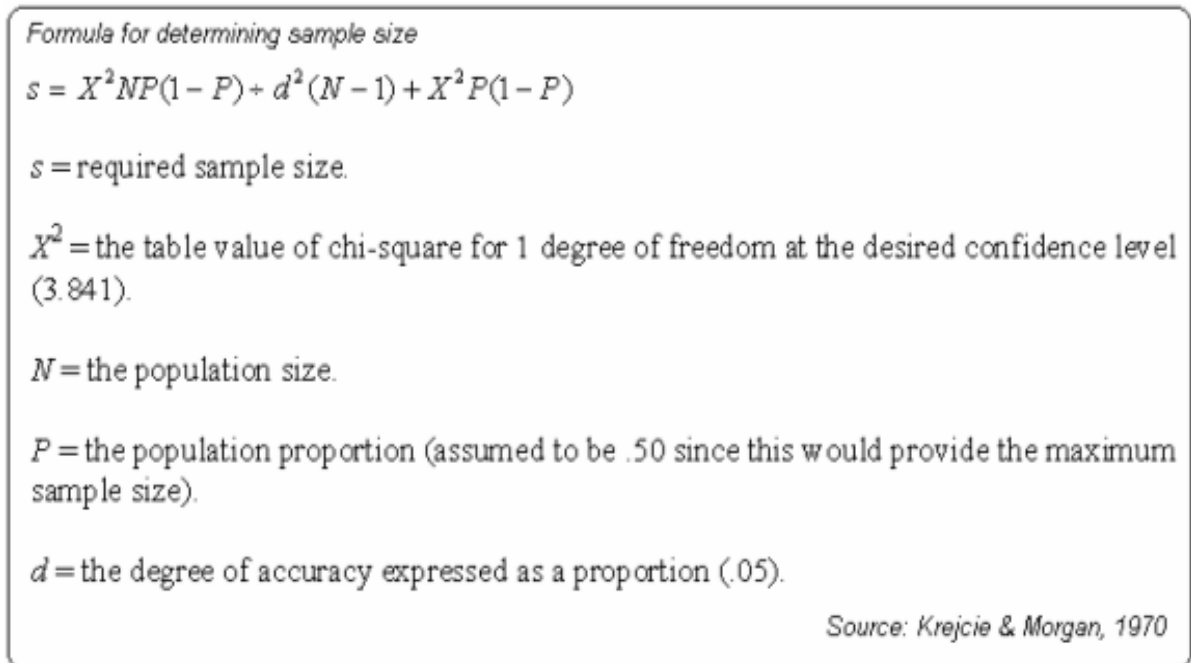 Formula for determining sample size
s = X²NP(1 − P) ÷ d²(N − 1) + X²P(1 − P)
s = required sample size.
X² = the table value of chi-square for 1 degree of freedom at the desired confidence level
(3.841).
N = the population size.
P = the population proportion (assumed to be .50 since this would provide the maximum
sample size).
d = the degree of accuracy expressed as a proportion (.05).
Source: Krejcie & Morgan, 1970